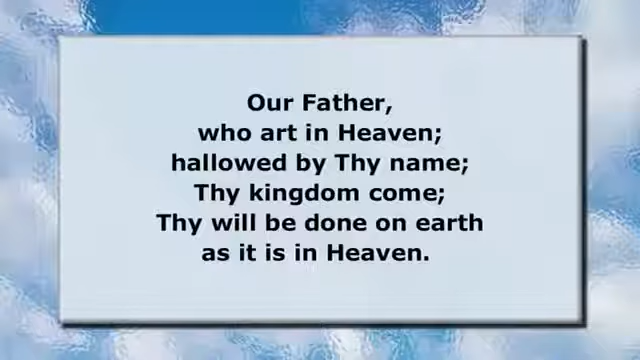 Our Father,
who art in Heaven;
hallowed by Thy name;
Thy kingdom come;
Thy will be done on earth
as it is in Heaven.